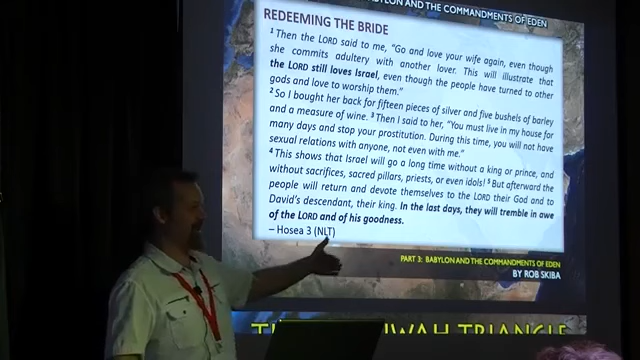 BABYLON AND THE COMMANDMENTS OF EDEN
REDEEMING THE BRIDE
1 Then the LORD said to me, "Go and love your wife again, even though
she commits adultery with another lover. This will illustrate that
the LORD still loves Israel, even though the people have turned to other
gods and love to worship them."
2 So I bought her back for fifteen pieces of silver and five bushels of barley
and a measure of wine. 3 Then I said to her, "You must live in my house for
many days and stop your prostitution. During this time, you will not have
sexual relations with anyone, not even with me."
4 This shows that Israel will go a long time without a king or prince, and
without sacrifices, sacred pillars, priests, or even idols! 5 But afterward the
people will return and devote themselves to the LORD their God and to
David's descendant, their king. In the last days, they will tremble in awe
of the LORD and of his goodness.
– Hosea 3 (NLT)
PART 3: BABYLON AND THE COMMANDMENTS OF EDEN
BY ROB SKIBA
TRIANGLE